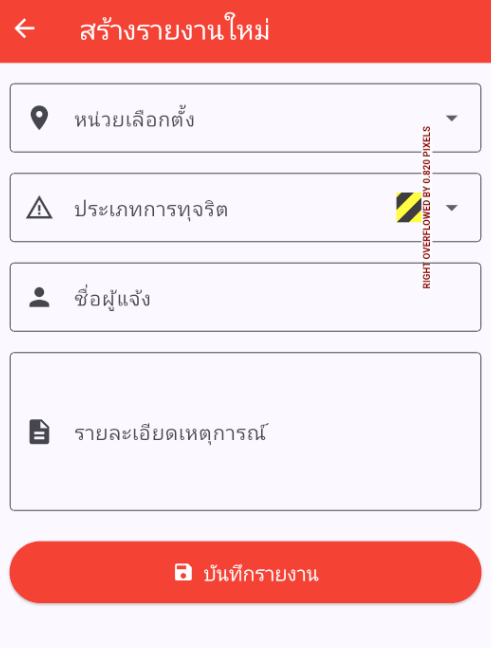 สร้างรายงานใหม่
หน่วยเลือกตั้ง
ประเภทการทุจริต
RIGHT OVERFLOWED BY 0.820 PIXELS
ชื่อผู้แจ้ง
รายละเอียดเหตุการณ์
บันทึกรายงาน